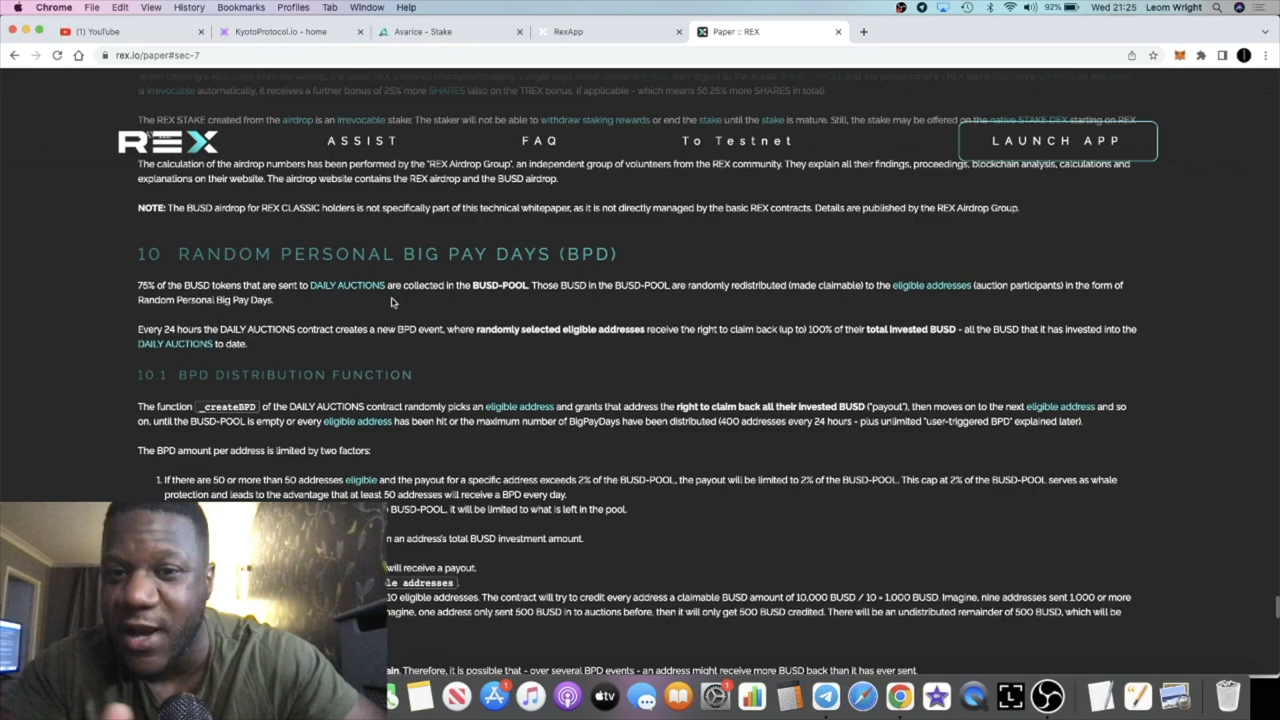 Chrome File Edit View History Bookmarks Profiles Tab Window Help 92% Wed 21:25 Leom Wright
(1) YouTube KyotoProtocol.io - home Avarice - Stake RexApp Paper :: REX
rex.io/paper#sec-7
is irrevocable automatically, it receives a further bonus of 25% more SHARES (also on the TREX bonus, if applicable - which means 56.25% more SHARES in total).
The REX STAKE created from the airdrop is an irrevocable stake: The staker will not be able to withdraw staking rewards or end the stake until the stake is mature. Still, the stake may be offered on the native STAKE DEX starting on REX
REX ASSIST FAQ To Testnet LAUNCH APP
The calculation of the airdrop numbers has been performed by the "REX Airdrop Group", an independent group of volunteers from the REX community. They explain all their findings, proceedings, blockchain analysis, calculations and
explanations on their website. The airdrop website contains the REX airdrop and the BUSD airdrop.
NOTE: The BUSD airdrop for REX CLASSIC holders is not specifically part of this technical whitepaper, as it is not directly managed by the basic REX contracts. Details are published by the REX Airdrop Group.
10 RANDOM PERSONAL BIG PAY DAYS (BPD)
75% of the BUSD tokens that are sent to DAILY AUCTIONS are collected in the BUSD-POOL. Those BUSD in the BUSD-POOL are randomly redistributed (made claimable) to the eligible addresses (auction participants) in the form of
Random Personal Big Pay Days.
Every 24 hours the DAILY AUCTIONS contract creates a new BPD event, where randomly selected eligible addresses receive the right to claim back (up to) 100% of their total invested BUSD - all the BUSD that it has invested into the
DAILY AUCTIONS to date.
10.1 BPD DISTRIBUTION FUNCTION
The function _createBPD of the DAILY AUCTIONS contract randomly picks an eligible address and grants that address the right to claim back all their invested BUSD ("payout"), then moves on to the next eligible address and so
on, until the BUSD-POOL is empty or every eligible address has been hit or the maximum number of BigPayDays have been distributed (400 addresses every 24 hours - plus unlimited "user-triggered BPD" explained later).
The BPD amount per address is limited by two factors:
1. If there are 50 or more than 50 addresses eligible and the payout for a specific address exceeds 2% of the BUSD-POOL, the payout will be limited to 2% of the BUSD-POOL. This cap at 2% of the BUSD-POOL serves as whale
protection and leads to the advantage that at least 50 addresses will receive a BPD every day.
BUSD-POOL, it will be limited to what is left in the pool.
n an address's total BUSD investment amount.
will receive a payout.
le addresses.
10 eligible addresses. The contract will try to credit every address a claimable BUSD amount of 10,000 BUSD / 10 = 1,000 BUSD. Imagine, nine addresses sent 1,000 or more
magine, one address only sent 500 BUSD in to auctions before, then it will only get 500 BUSD credited. There will be an undistributed remainder of 500 BUSD, which will be
ain. Therefore, it is possible that - over several BPD events - an address might receive more BUSD back than it has ever sent.